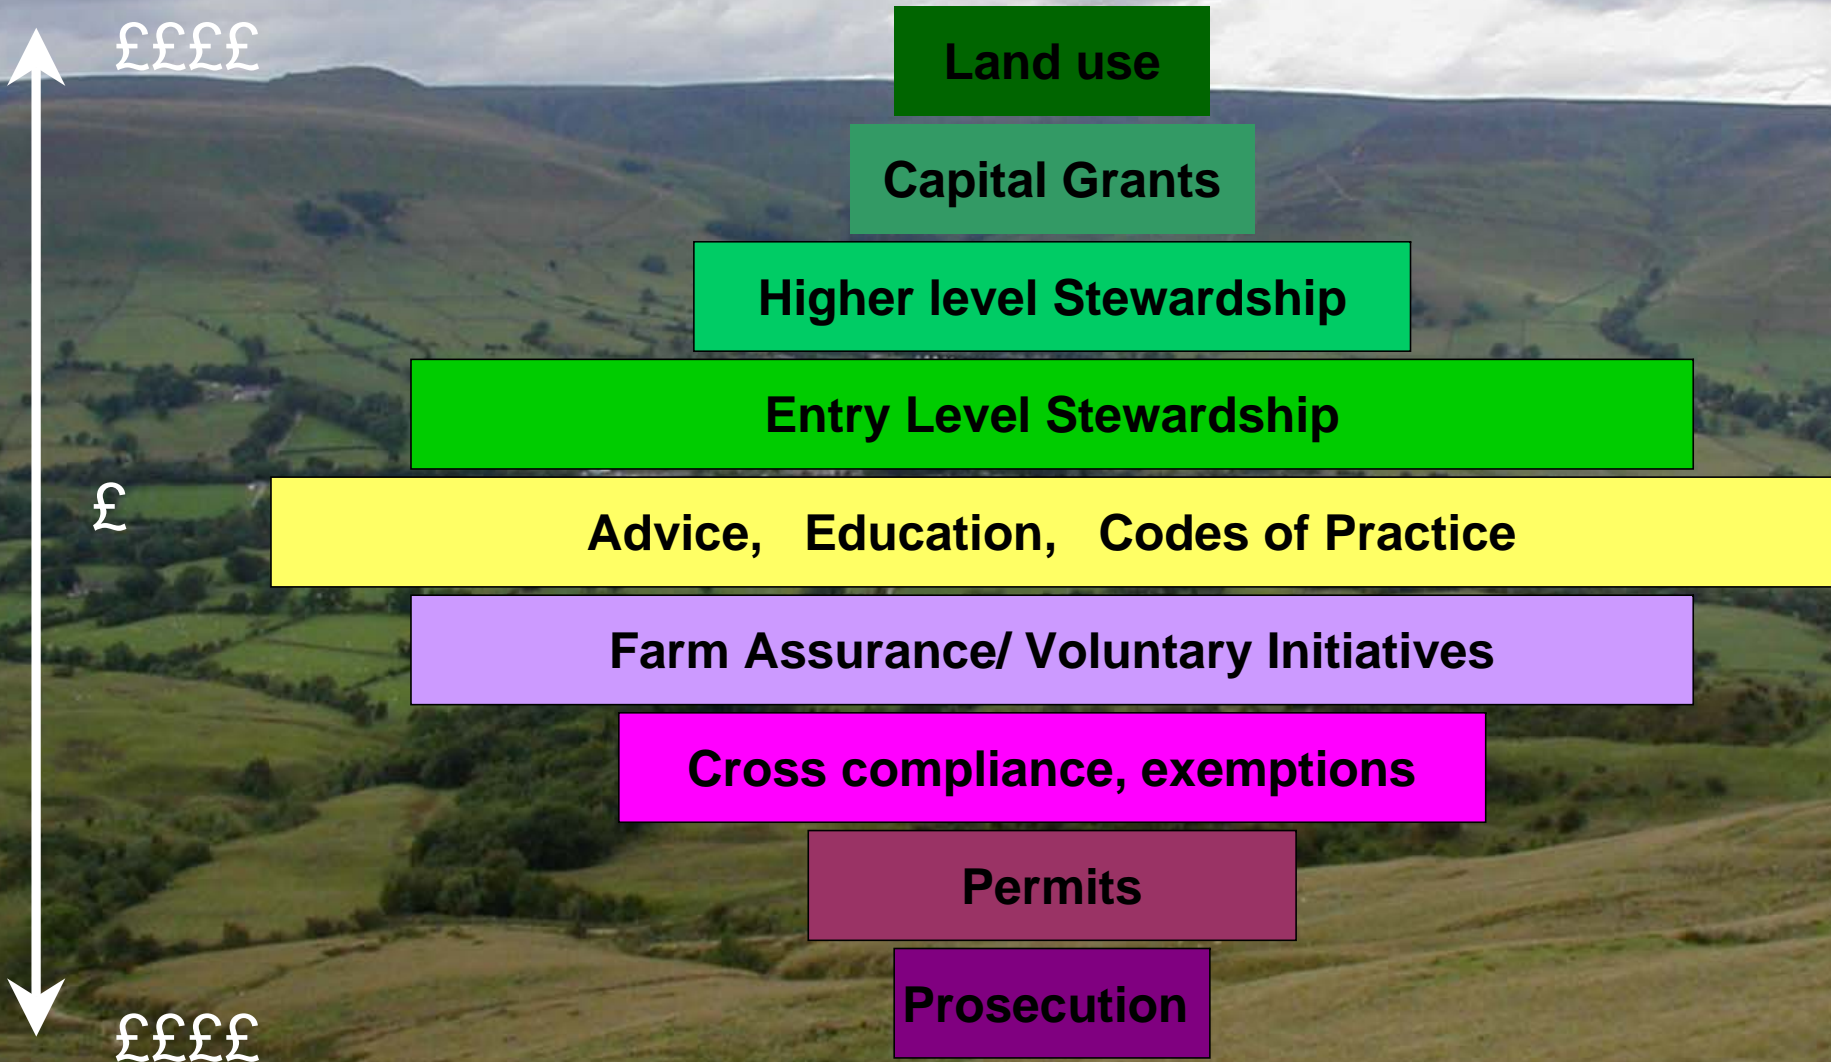 ££££
Land use
Capital Grants
Higher level Stewardship
Entry Level Stewardship
£
Advice, Education, Codes of Practice
Farm Assurance/ Voluntary Initiatives
Cross compliance, exemptions
Permits
Prosecution
££££